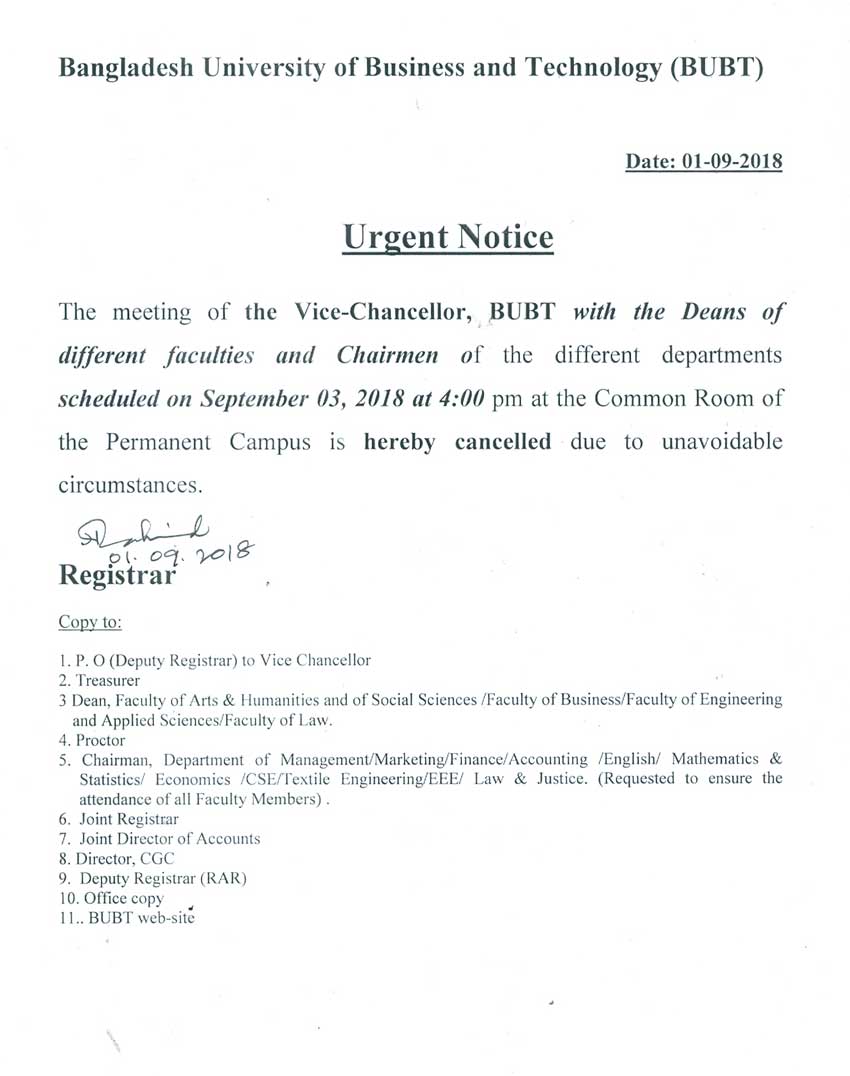 Bangladesh University of Business and Technology (BUBT)
Date: 01-09-2018
Urgent Notice
The meeting of the Vice-Chancellor, BUBT with the Deans of
different faculties and Chairmen of the different departments
scheduled on September 03, 2018 at 4:00 pm at the Common Room of
the Permanent Campus is hereby cancelled due to unavoidable
circumstances.
01.09.2018
Registrar
Copy to:
1. P. O (Deputy Registrar) to Vice Chancellor
2. Treasurer
3 Dean, Faculty of Arts & Humanities and of Social Sciences /Faculty of Business/Faculty of Engineering
and Applied Sciences/Faculty of Law.
4. Proctor
5. Chairman, Department of Management/Marketing/Finance/Accounting /English/ Mathematics &
Statistics/ Economics /CSE/Textile Engineering/EEE/ Law & Justice. (Requested to ensure the
attendance of all Faculty Members) .
6. Joint Registrar
7. Joint Director of Accounts
8. Director, CGC
9. Deputy Registrar (RAR)
10. Office copy
11.. BUBT web-site